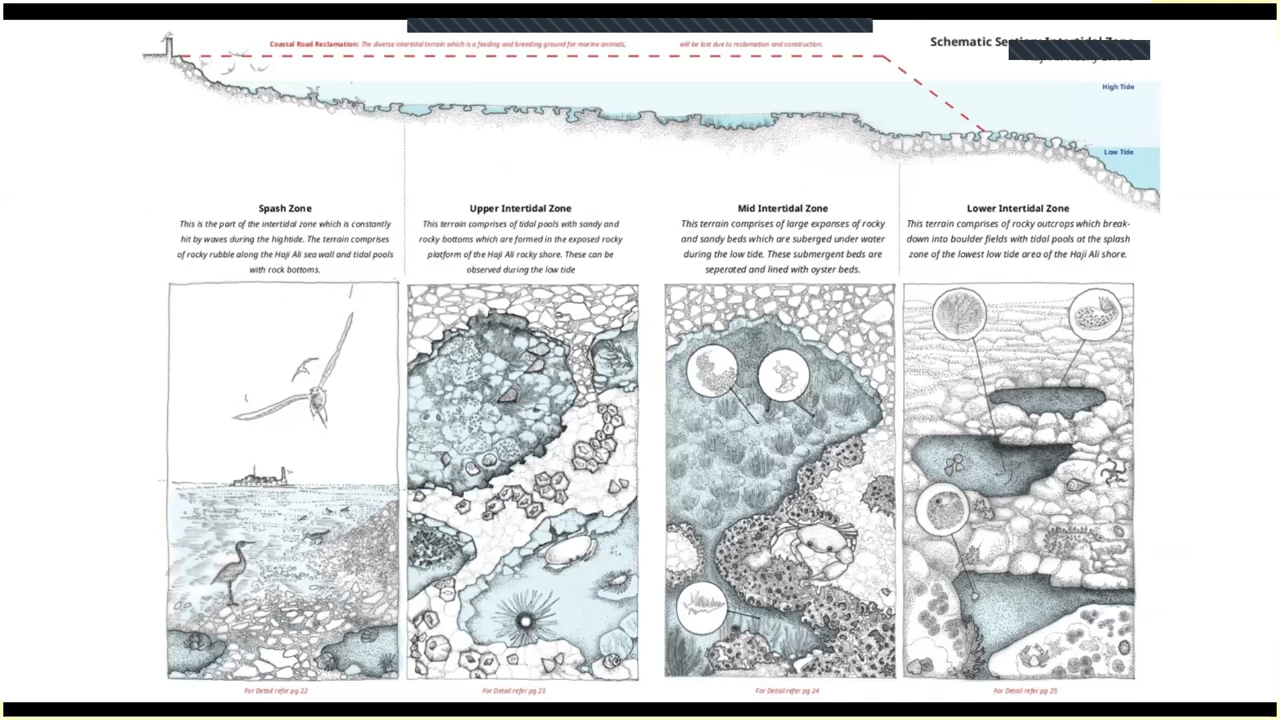 Coastal Road Reclamation: The diverse intertidal terrain which is a feeding and breeding ground for marine animals, will be lost due to reclamation and construction.
Schematic Section: Intertidal Zone
High Tide
Low Tide
Spash Zone
This is the part of the intertidal zone which is constantly
hit by waves during the hightide. The terrain comprises
of rocky rubble along the Haji Ali sea wall and tidal pools
with rock bottoms.
Upper Intertidal Zone
This terrain comprises of tidal pools with sandy and
rocky bottoms which are formed in the exposed rocky
platform of the Haji Ali rocky shore. These can be
observed during the low tide
Mid Intertidal Zone
This terrain comprises of large expanses of rocky
and sandy beds which are suberged under water
during the low tide. These submergent beds are
seperated and lined with oyster beds.
Lower Intertidal Zone
This terrain comprises of rocky outcrops which break-
down into boulder fields with tidal pools at the splash
zone of the lowest low tide area of the Haji Ali shore.
For Detail refer pg 22
For Detail refer pg 23
For Detail refer pg 24
For Detail refer pg 25